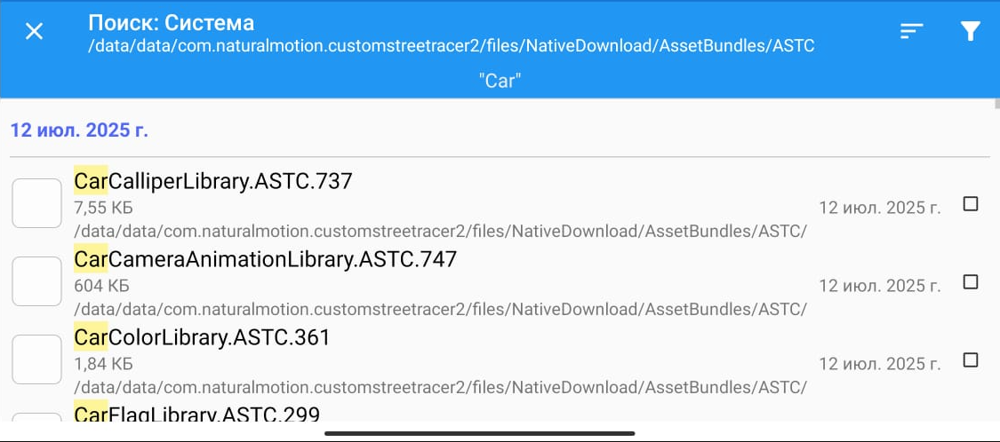 Поиск: Система
/data/data/com.naturalmotion.customstreetracer2/files/NativeDownload/AssetBundles/ASTC
"Car"
12 июл. 2025 г.
CarCalliperLibrary.ASTC.737
7,55 КБ
12 июл. 2025 г.
/data/data/com.naturalmotion.customstreetracer2/files/NativeDownload/AssetBundles/ASTC/
CarCameraAnimationLibrary.ASTC.747
604 КБ
12 июл. 2025 г.
/data/data/com.naturalmotion.customstreetracer2/files/NativeDownload/AssetBundles/ASTC/
CarColorLibrary.ASTC.361
1,84 КБ
12 июл. 2025 г.
/data/data/com.naturalmotion.customstreetracer2/files/NativeDownload/AssetBundles/ASTC/
CarFlagLibrary.ASTC.299